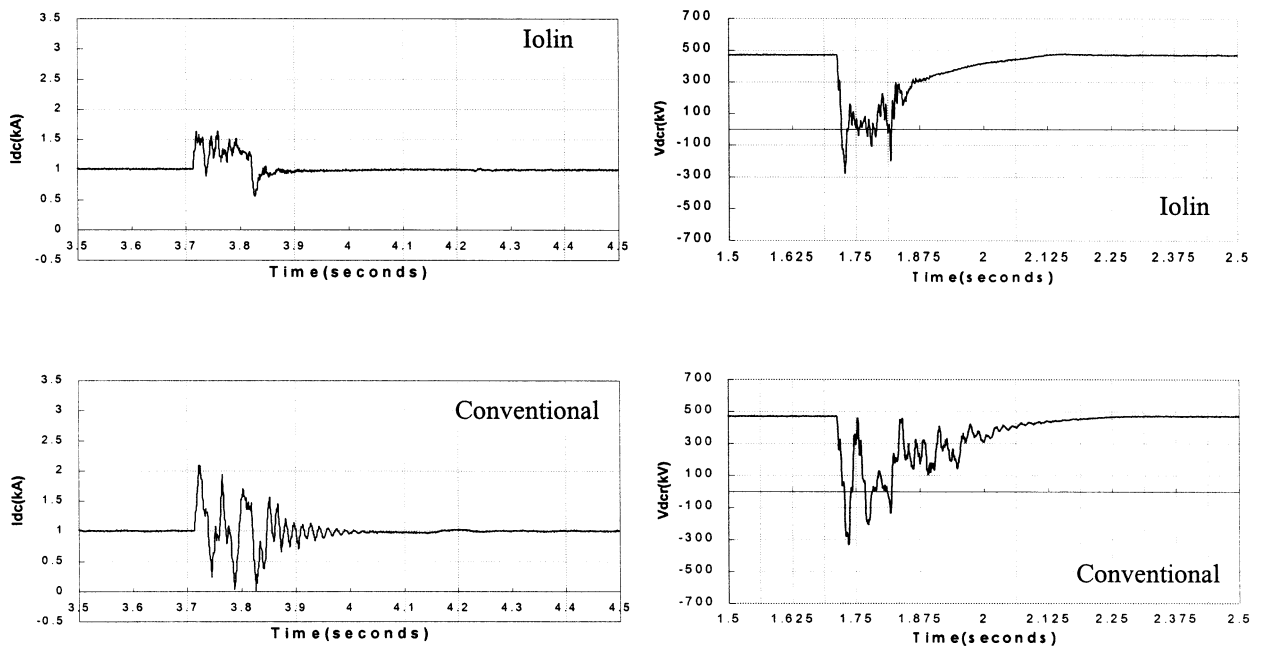 3.5
3
2.5
2
1.5
1
0.5
0
-0.5
Idc(kA)
Iolin
3.5 3.6 3.7 3.8 3.9 4 4.1 4.2 4.3 4.4 4.5
Time(seconds)
700
500
300
100
-100
-300
-500
-700
Vdcr(kV)
Iolin
1.5 1.625 1.75 1.875 2 2.125 2.25 2.375 2.5
Time(seconds)
3.5
3
2.5
2
1.5
1
0.5
0
-0.5
Idc(kA)
Conventional
3.5 3.6 3.7 3.8 3.9 4 4.1 4.2 4.3 4.4 4.5
Time(seconds)
700
500
300
100
-100
-300
-500
-700
Vdcr(kV)
Conventional
1.5 1.625 1.75 1.875 2 2.125 2.25 2.375 2.5
Time(seconds)